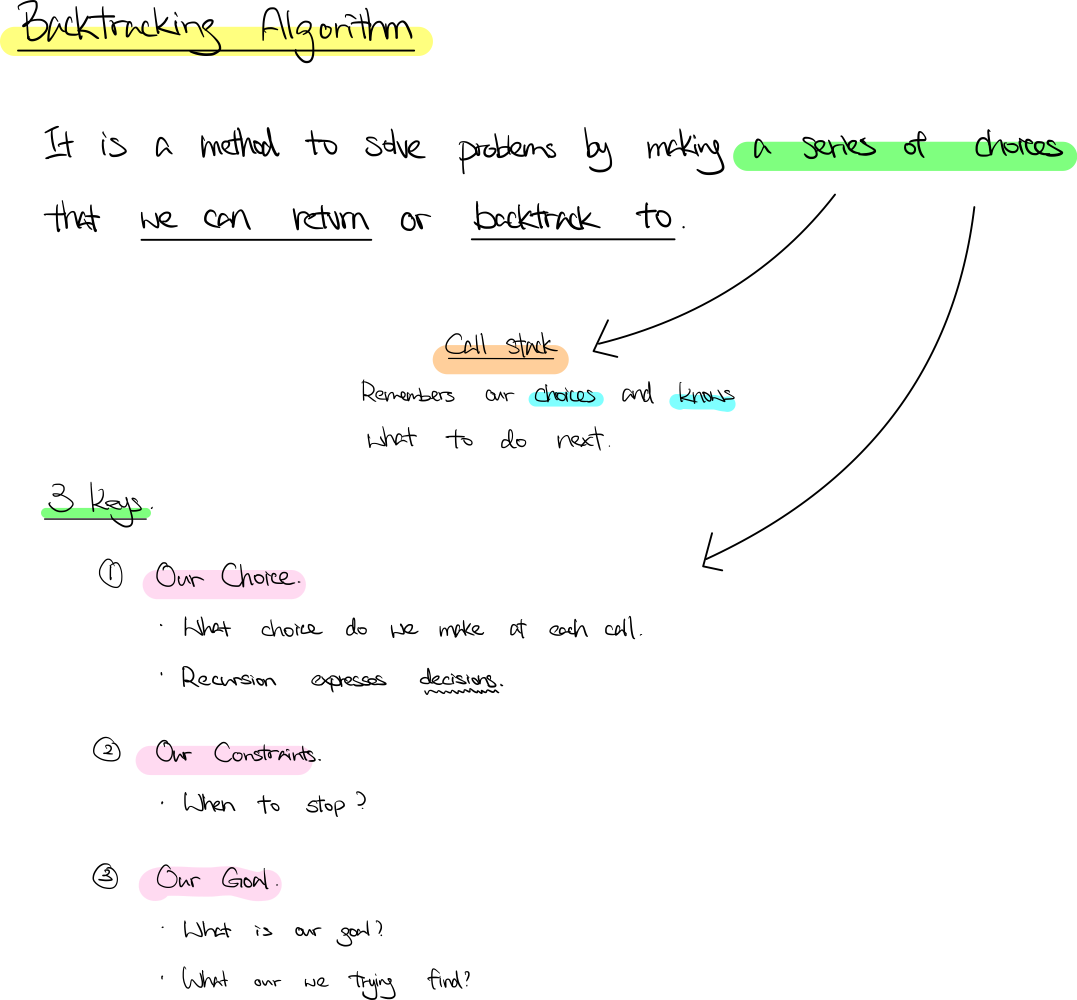 Backtracking Algorithm
It is a method to solve problems by making a series of choices
that we can return or backtrack to.
Call stack
Remembers our choices and knows
what to do next.
3 keys.
① Our Choice.
· What choice do we make at each call.
· Recursion expresses decisions.
② Our Constraints.
· When to stop?
③ Our Goal.
· What is our goal?
· What our we trying find?